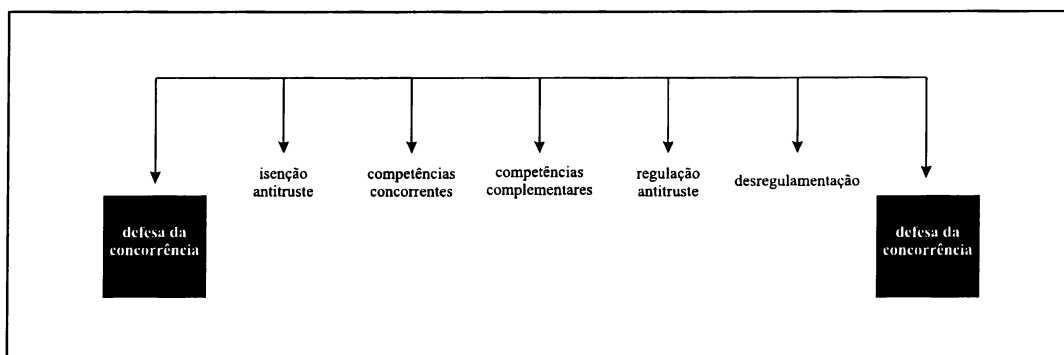 isenção
antitruste
competências
concorrentes
competências
complementares
regulação
antitruste
desregulamentação
defesa da
concorrência
defesa da
concorrência